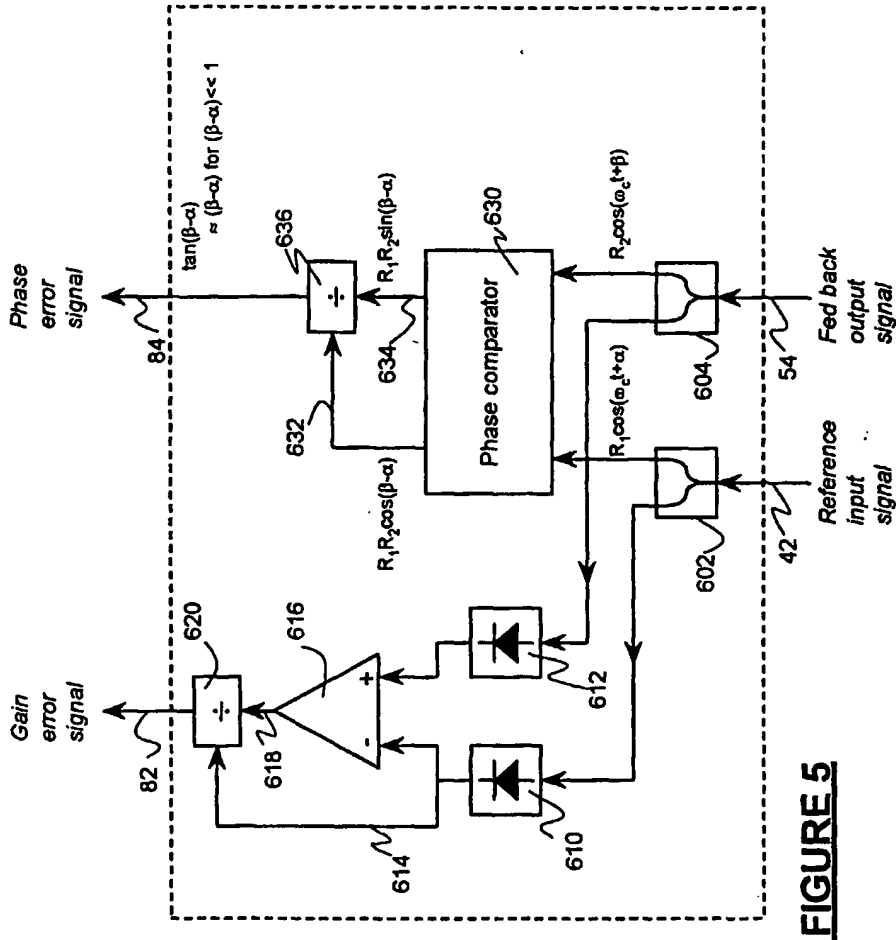 Gain
error
signal
Phase
error
signal
82
84
tan(β-α)
≈ (β-α) for (β-α)<< 1
620
÷
636
÷
616
618
632
634
R₁R₂sin(β-α)
R₁R₂cos(β-α)
- +
614
610
612
Phase comparator
630
R₁cos(ω꜀t+α)
R₂cos(ω꜀t+β)
602
604
42
54
Reference
input
signal
Fed back
output
signal
FIGURE 5